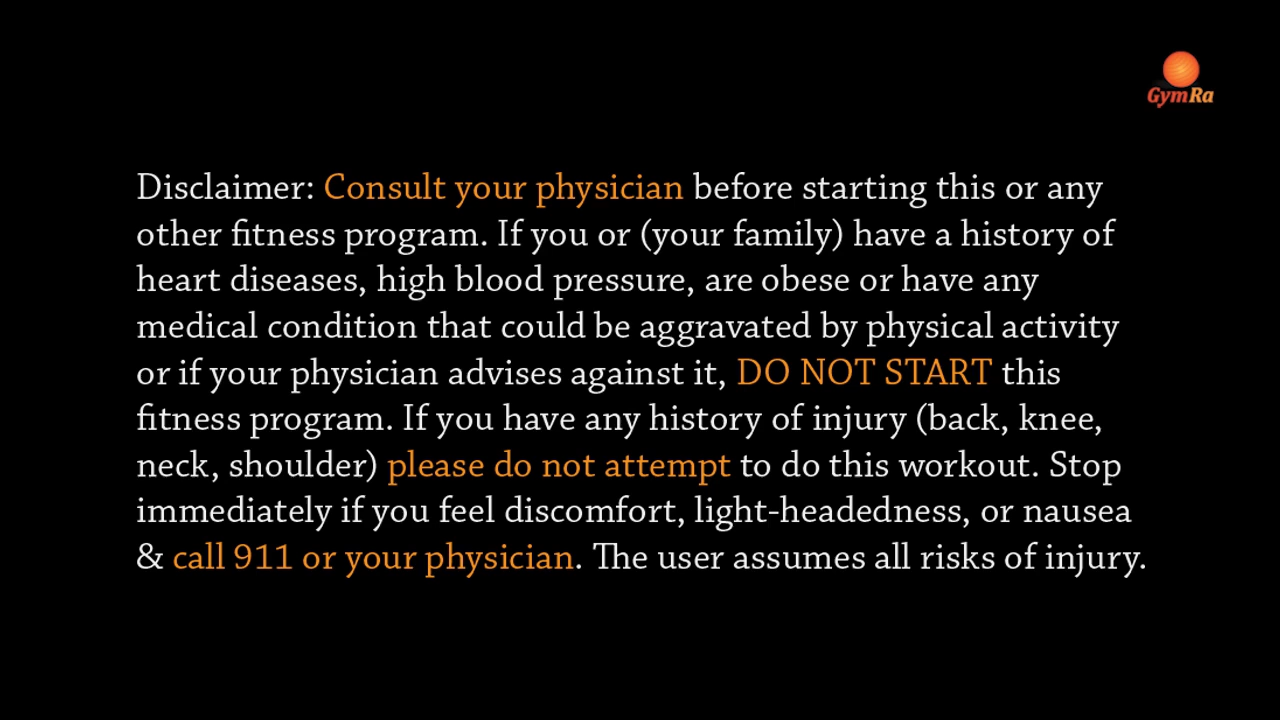 GymRa
Disclaimer: Consult your physician before starting this or any
other fitness program. If you or (your family) have a history of
heart diseases, high blood pressure, are obese or have any
medical condition that could be aggravated by physical activity
or if your physician advises against it, DO NOT START this
fitness program. If you have any history of injury (back, knee,
neck, shoulder) please do not attempt to do this workout. Stop
immediately if you feel discomfort, light-headedness, or nausea
& call 911 or your physician. The user assumes all risks of injury.